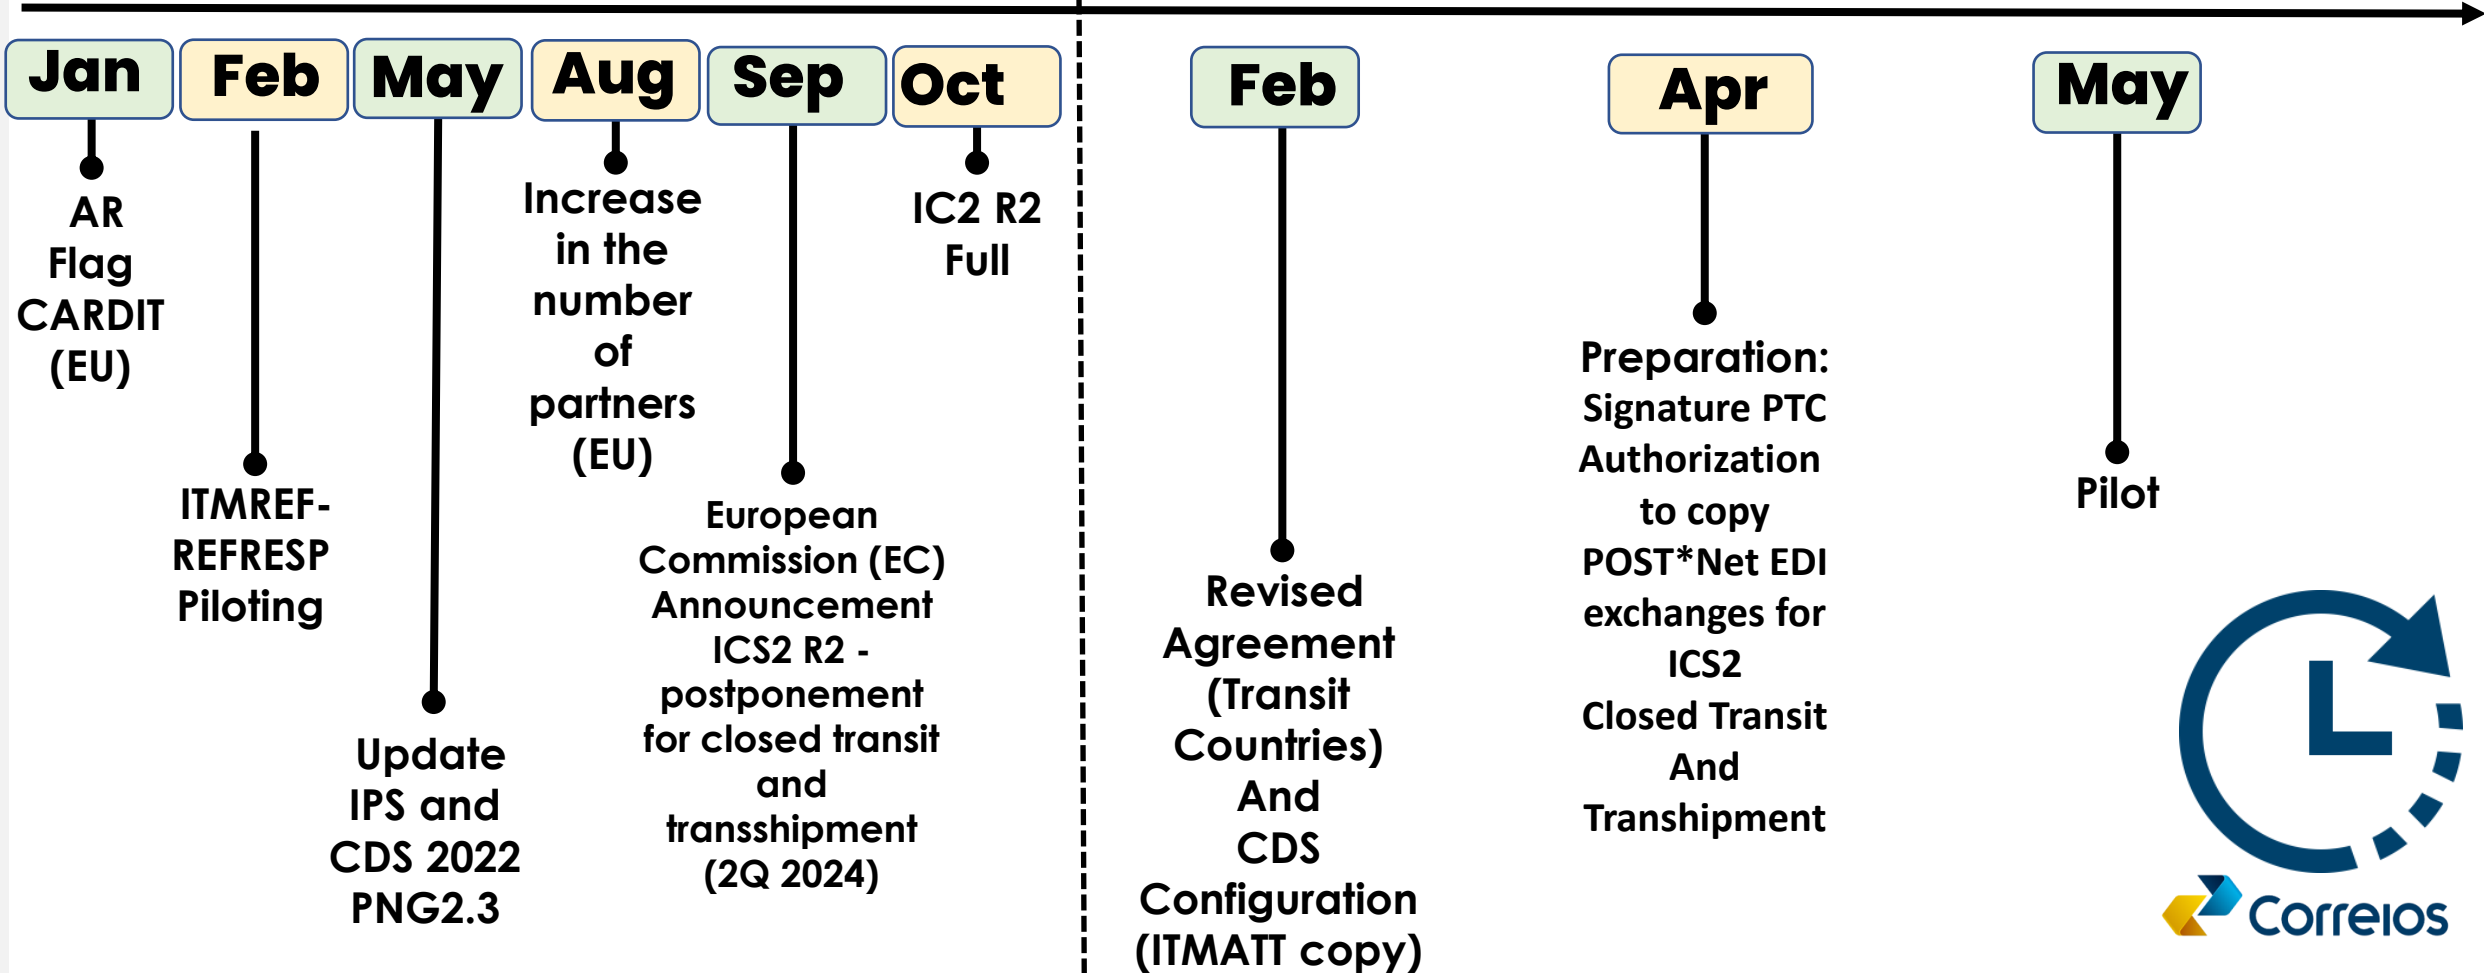 Jan
Feb
May
Aug
Sep
Oct
Feb
Apr
May
AR
Flag
CARDIT
(EU)
ITMREF-
REFRESP
Piloting
Update
IPS and
CDS 2022
PNG2.3
Increase
in the
number
of
partners
(EU)
European
Commission (EC)
Announcement
ICS2 R2 -
postponement
for closed transit
and
transshipment
(2Q 2024)
IC2 R2
Full
Revised
Agreement
(Transit
Countries)
And
CDS
Configuration
(ITMATT copy)
Preparation:
Signature PTC
Authorization
to copy
POST*Net EDI
exchanges for
ICS2
Closed Transit
And
Transhipment
Pilot
Correios